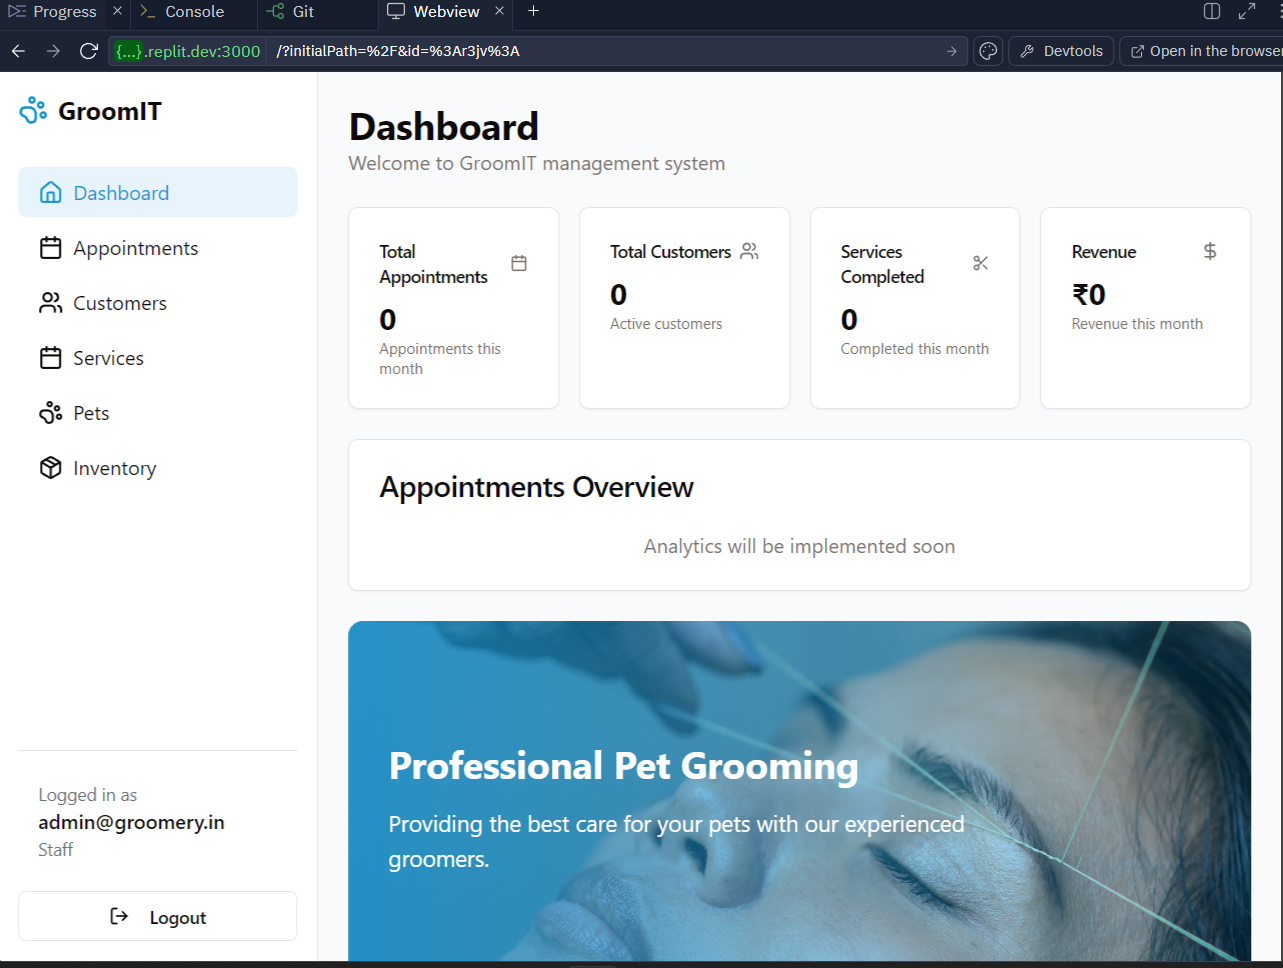 Progress
Console
Git
Webview
{...}.replit.dev:3000 /?initialPath=%2F&id=%3Ar3jv%3A
Devtools
Open in the browser
GroomIT
Dashboard
Appointments
Customers
Services
Pets
Inventory
Logged in as
admin@groomery.in
Staff
Logout
Dashboard
Welcome to GroomIT management system
Total
Appointments
0
Appointments this
month
Total Customers
0
Active customers
Services
Completed
0
Completed this month
Revenue
₹0
Revenue this month
Appointments Overview
Analytics will be implemented soon
Professional Pet Grooming
Providing the best care for your pets with our experienced
groomers.